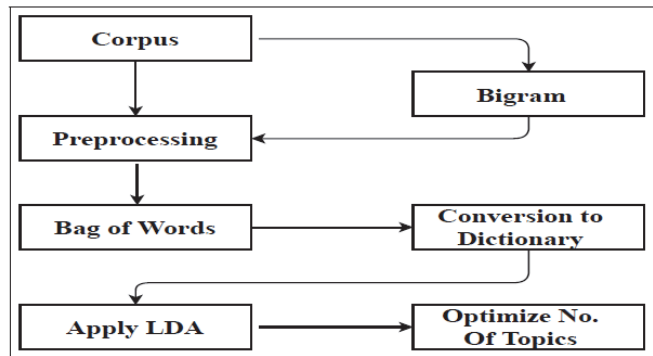 Corpus
Bigram
Preprocessing
Bag of Words
Conversion to
Dictionary
Apply LDA
Optimize No.
Of Topics